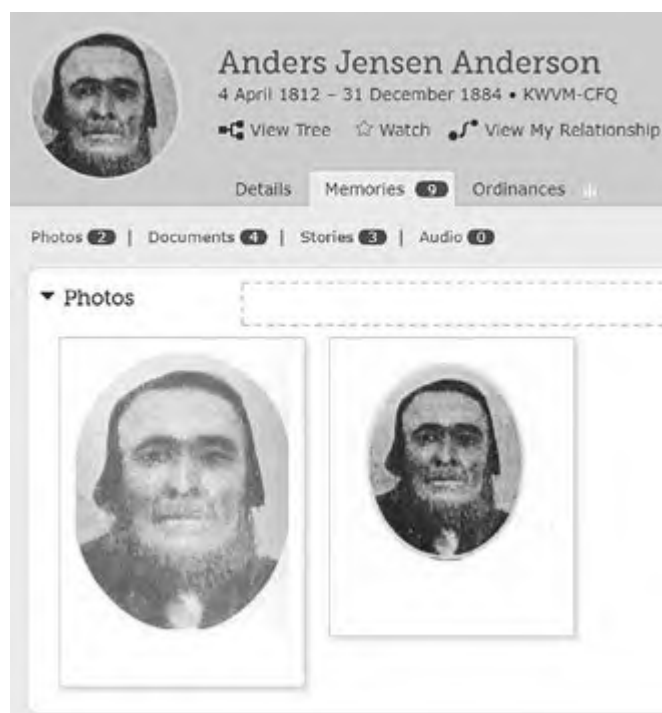 Anders Jensen Anderson
4 April 1812 – 31 December 1884 • KWVM-CFQ
View Tree Watch View My Relationship
Details Memories 9 Ordinances
Photos 2 | Documents 4 | Stories 3 | Audio 0
Photos